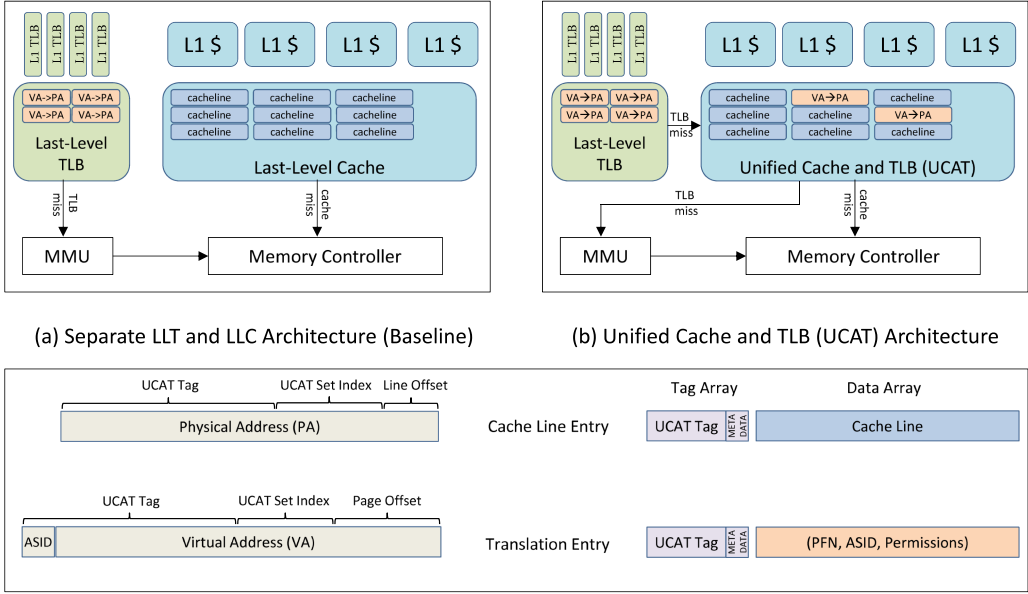 L1 TLB L1 TLB L1 TLB L1 TLB
L1 $ L1 $ L1 $ L1 $
VA->PA VA->PA
VA->PA VA->PA
Last-Level
TLB
cacheline cacheline cacheline
cacheline cacheline cacheline
cacheline cacheline cacheline
Last-Level Cache
TLB
miss
cache
miss
MMU
Memory Controller
(a) Separate LLT and LLC Architecture (Baseline)
L1 TLB L1 TLB L1 TLB L1 TLB
L1 $ L1 $ L1 $ L1 $
VA→PA VA→PA
VA→PA VA→PA
Last-Level
TLB
TLB
miss
cacheline VA→PA cacheline
cacheline cacheline VA→PA
cacheline cacheline cacheline
Unified Cache and TLB (UCAT)
TLB
miss
cache
miss
MMU
Memory Controller
(b) Unified Cache and TLB (UCAT) Architecture
UCAT Tag UCAT Set Index Line Offset
Physical Address (PA)
Cache Line Entry
Tag Array Data Array
UCAT Tag
META
DATA
Cache Line
UCAT Tag UCAT Set Index Page Offset
ASID Virtual Address (VA)
Translation Entry
UCAT Tag
META
DATA
(PFN, ASID, Permissions)